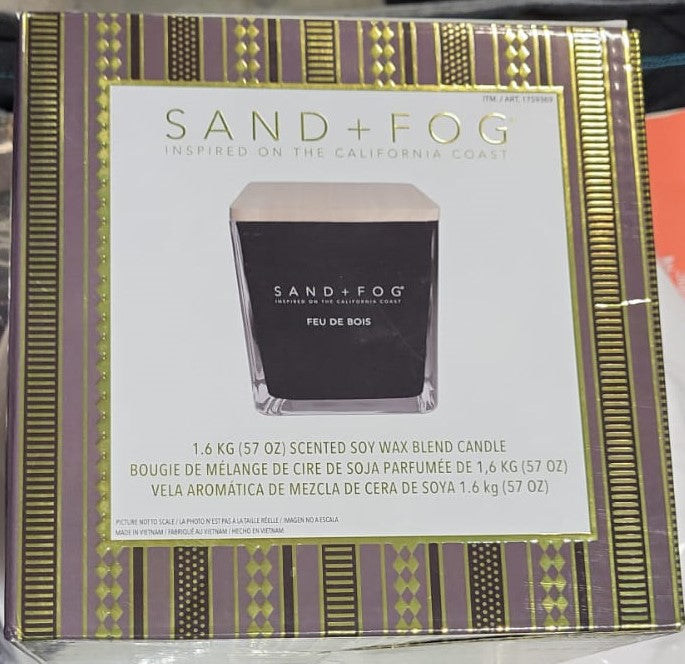 ITM. / ART. 1759969
SAND + FOG®
INSPIRED ON THE CALIFORNIA COAST
SAND + FOG®
INSPIRED ON THE CALIFORNIA COAST
FEU DE BOIS
1.6 KG (57 OZ) SCENTED SOY WAX BLEND CANDLE
BOUGIE DE MÉLANGE DE CIRE DE SOJA PARFUMÉE DE 1,6 KG (57 OZ)
VELA AROMÁTICA DE MEZCLA DE CERA DE SOYA 1.6 kg (57 OZ)
PICTURE NOT TO SCALE / LA PHOTO N'EST PAS À LA TAILLE RÉELLE / IMAGEN NO A ESCALA
MADE IN VIETNAM / FABRIQUÉ AU VIETNAM / HECHO EN VIETNAM